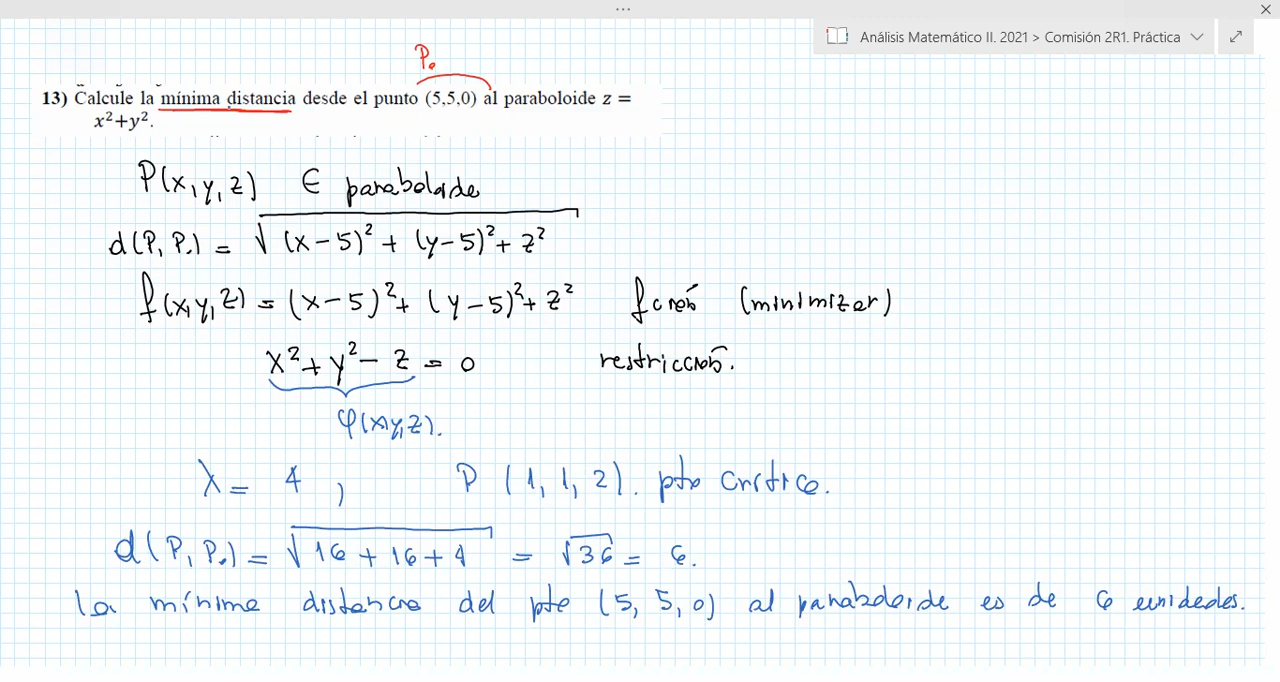 Análisis Matemático II. 2021 > Comisión 2R1. Práctica
P₀
13) Calcule la mínima distancia desde el punto (5,5,0) al paraboloide z =
x²+y².
P(x,y,z) ∈ paraboloide
d(P, P₀) = √(x-5)² + (y-5)² + z²
f(x,y,z) = (x-5)² + (y-5)² + z² función (minimizar)
x² + y² - z = 0 restricción.
φ(x,y,z).
λ = 4, P (1, 1, 2). pto crítico.
d(P, P₀) = √16 + 16 + 4 = √36 = 6.
La mínima distancia del pto (5, 5, 0) al paraboloide es de 6 unidades.